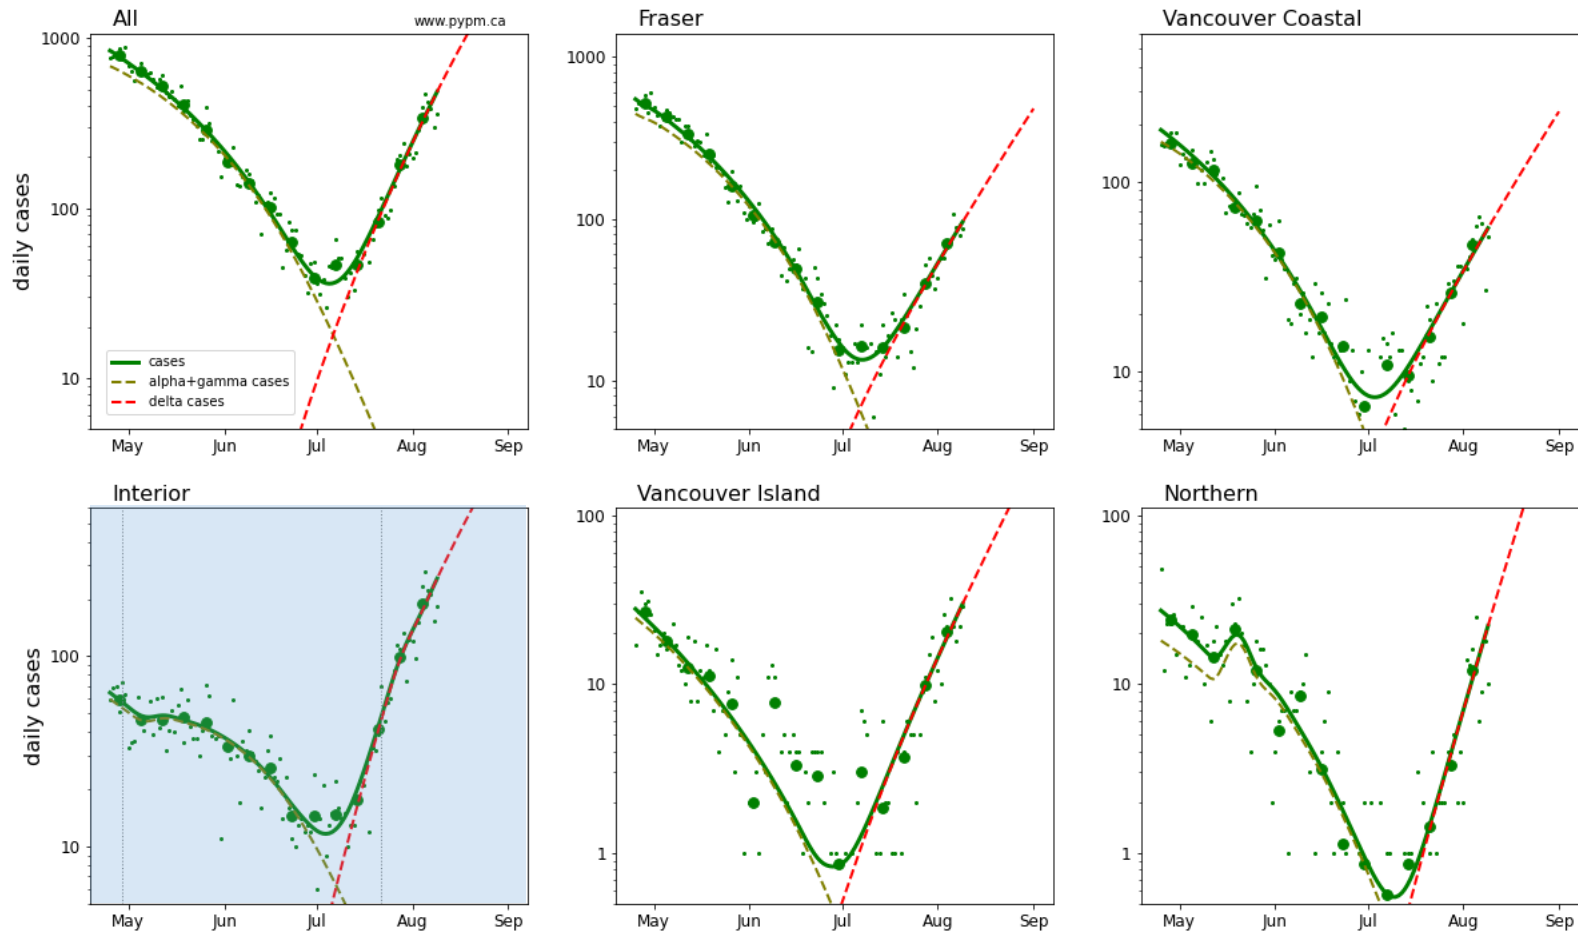 All
www.pypm.ca
Fraser
Vancouver Coastal
daily cases
1000
100
10
cases
alpha+gamma cases
delta cases
May Jun Jul Aug Sep
1000
100
10
May Jun Jul Aug Sep
100
10
May Jun Jul Aug Sep
Interior
Vancouver Island
Northern
daily cases
100
10
May Jun Jul Aug Sep
100
10
1
May Jun Jul Aug Sep
100
10
1
May Jun Jul Aug Sep